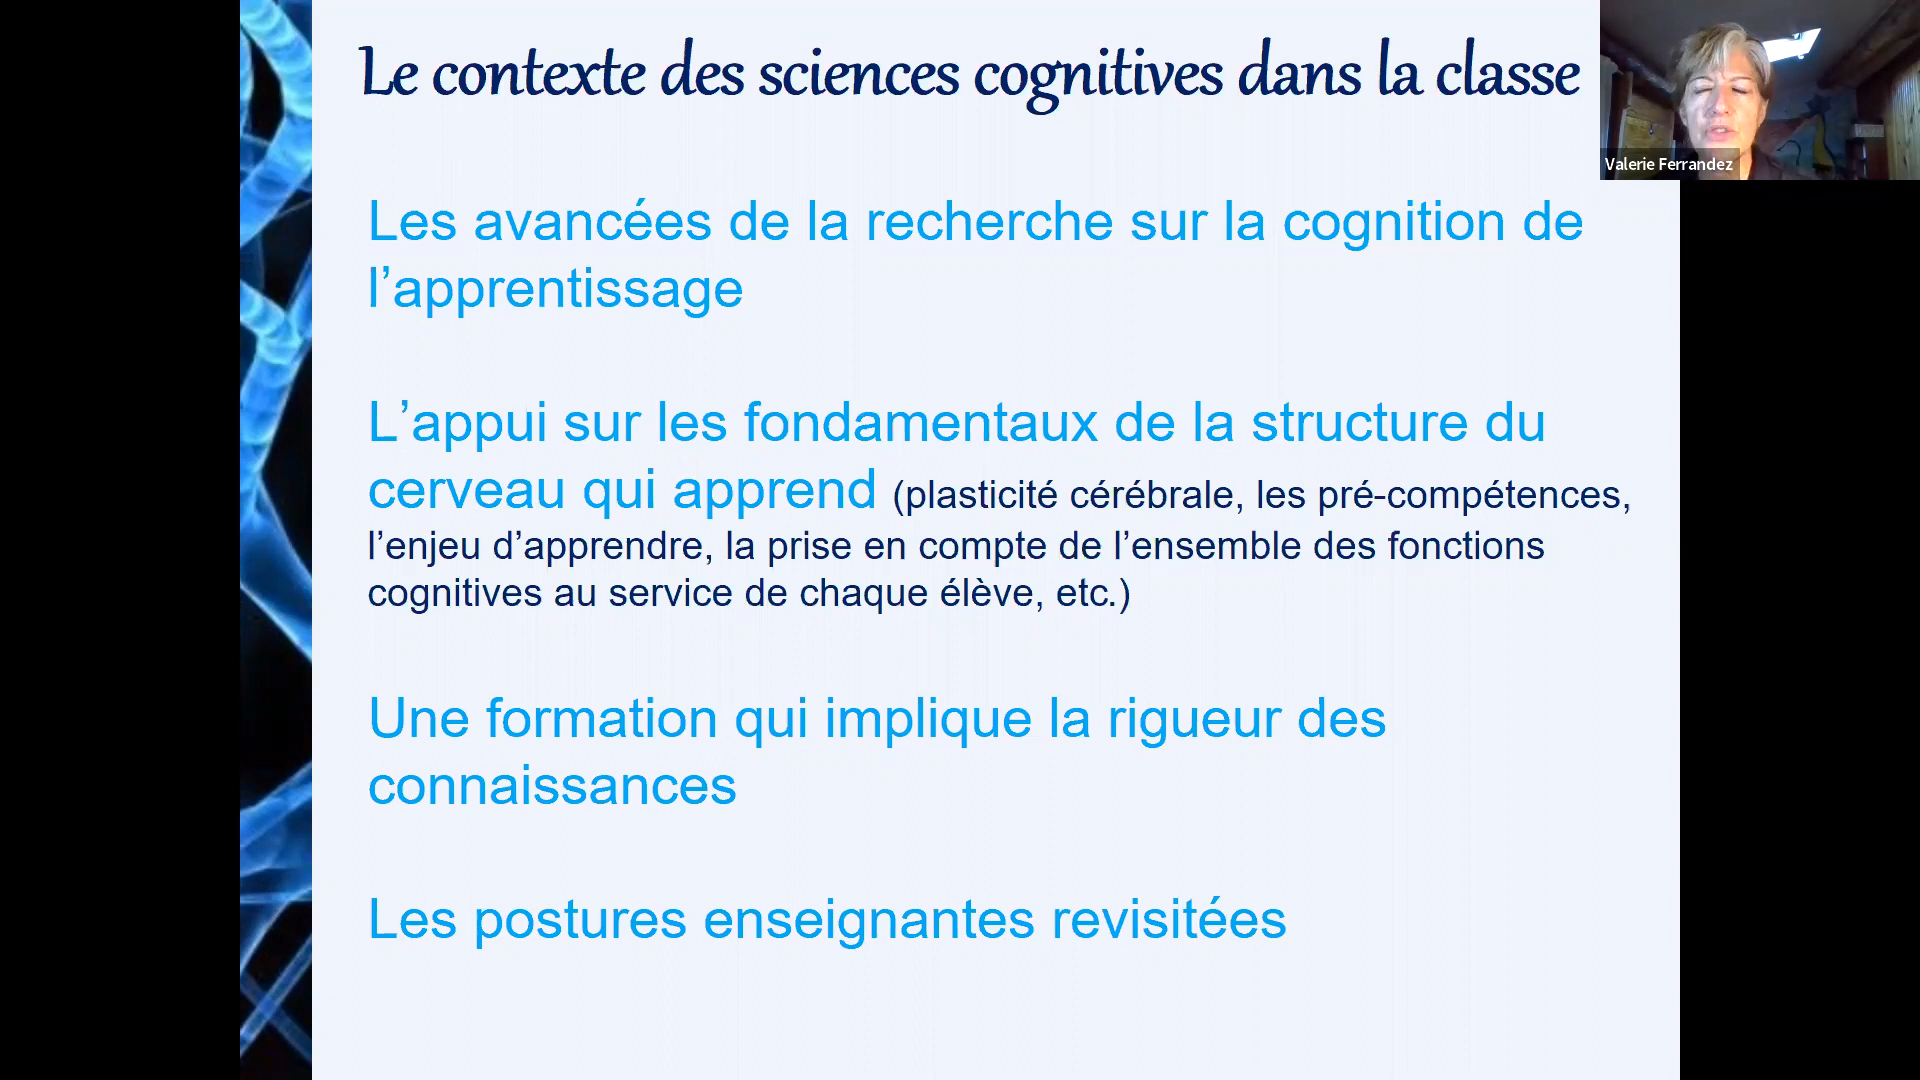 Le contexte des sciences cognitives dans la classe
Valerie Ferrandez
Les avancées de la recherche sur la cognition de
l’apprentissage
L’appui sur les fondamentaux de la structure du
cerveau qui apprend (plasticité cérébrale, les pré-compétences,
l’enjeu d’apprendre, la prise en compte de l’ensemble des fonctions
cognitives au service de chaque élève, etc.)
Une formation qui implique la rigueur des
connaissances
Les postures enseignantes revisitées